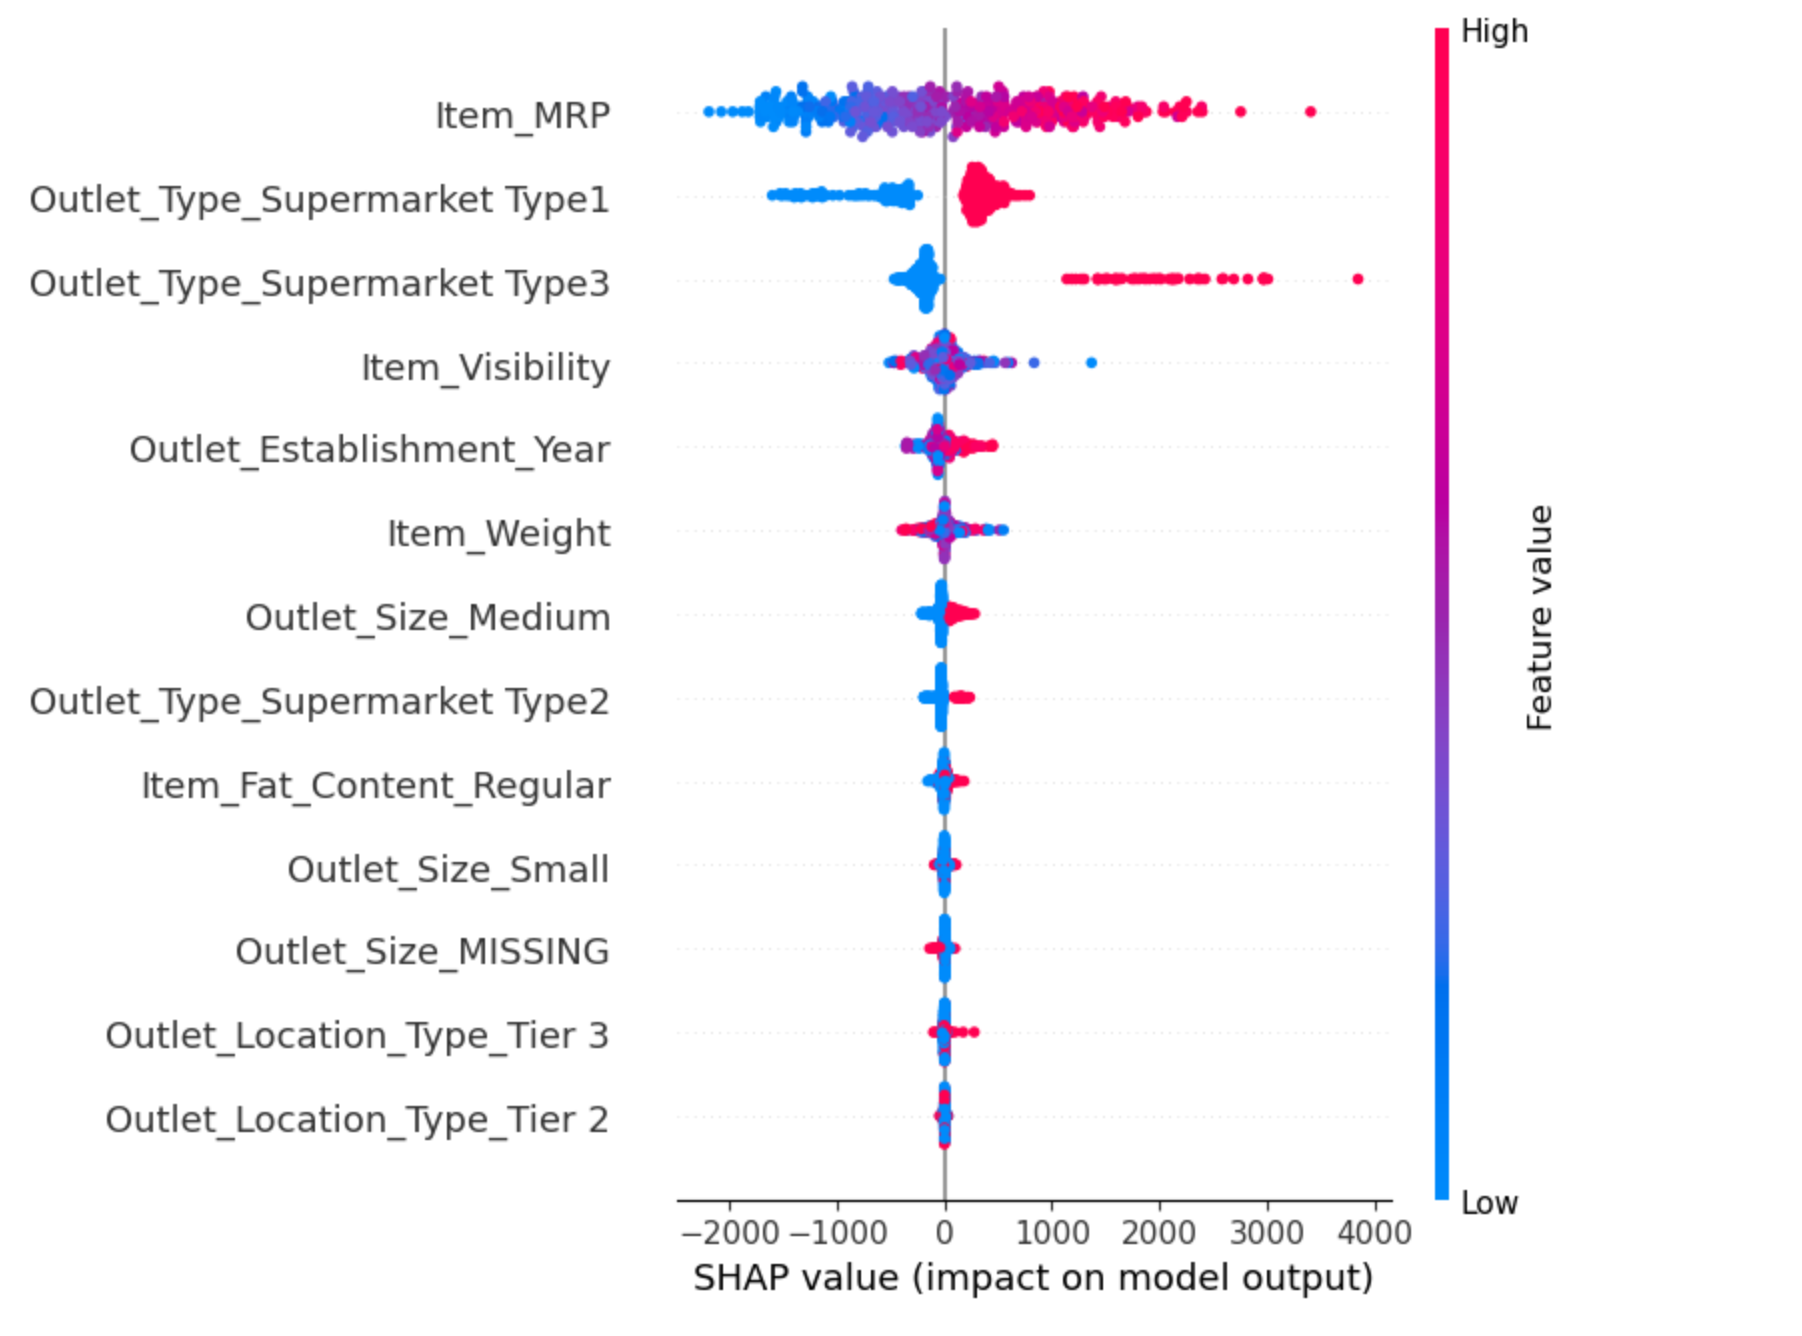 High
Item_MRP
Outlet_Type_Supermarket Type1
Outlet_Type_Supermarket Type3
Item_Visibility
Outlet_Establishment_Year
Item_Weight
Outlet_Size_Medium
Outlet_Type_Supermarket Type2
Item_Fat_Content_Regular
Outlet_Size_Small
Outlet_Size_MISSING
Outlet_Location_Type_Tier 3
Outlet_Location_Type_Tier 2
Feature value
Low
−2000 −1000 0 1000 2000 3000 4000
SHAP value (impact on model output)